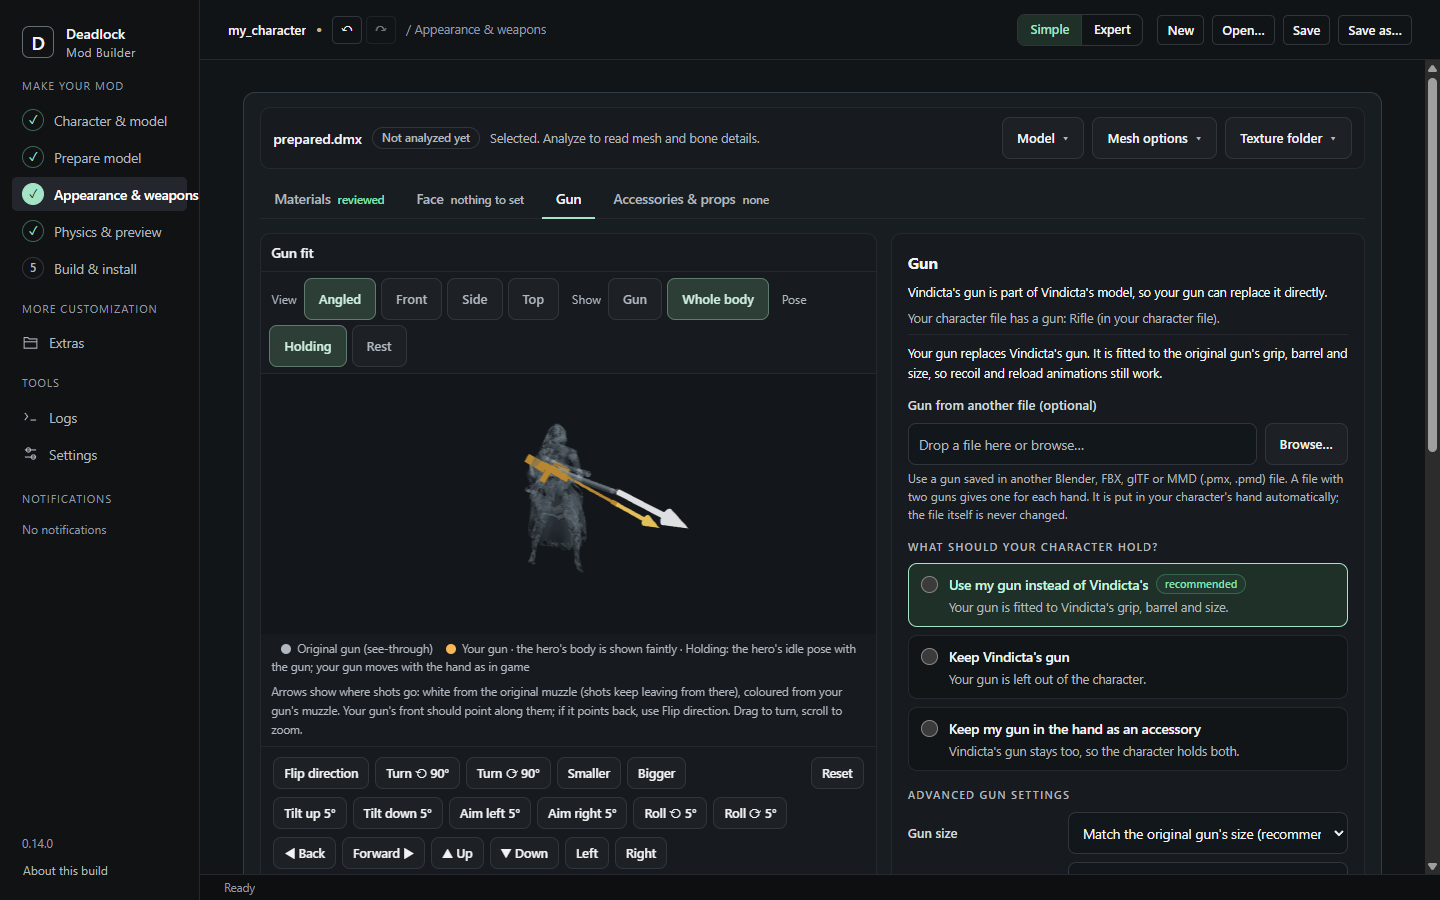 D
Deadlock
Mod Builder
MAKE YOUR MOD
Character & model
Prepare model
Appearance & weapons
Physics & preview
5 Build & install
MORE CUSTOMIZATION
Extras
TOOLS
Logs
Settings
NOTIFICATIONS
No notifications
0.14.0
About this build
my_character
/ Appearance & weapons
Simple Expert New Open... Save Save as...
prepared.dmx Not analyzed yet Selected. Analyze to read mesh and bone details.
Model Mesh options Texture folder
Materials reviewed Face nothing to set Gun Accessories & props none
Gun fit
View Angled Front Side Top Show Gun Whole body Pose
Holding Rest
Original gun (see-through) Your gun · the hero's body is shown faintly · Holding: the hero's idle pose with
the gun; your gun moves with the hand as in game
Arrows show where shots go: white from the original muzzle (shots keep leaving from there), coloured from your
gun's muzzle. Your gun's front should point along them; if it points back, use Flip direction. Drag to turn, scroll to
zoom.
Flip direction Turn ⟲ 90° Turn ⟳ 90° Smaller Bigger Reset
Tilt up 5° Tilt down 5° Aim left 5° Aim right 5° Roll ⟲ 5° Roll ⟳ 5°
◀ Back Forward ▶ ▲ Up ▼ Down Left Right
Gun
Vindicta's gun is part of Vindicta's model, so your gun can replace it directly.
Your character file has a gun: Rifle (in your character file).
Your gun replaces Vindicta's gun. It is fitted to the original gun's grip, barrel and
size, so recoil and reload animations still work.
Gun from another file (optional)
Drop a file here or browse... Browse...
Use a gun saved in another Blender, FBX, glTF or MMD (.pmx, .pmd) file. A file with
two guns gives one for each hand. It is put in your character's hand automatically;
the file itself is never changed.
WHAT SHOULD YOUR CHARACTER HOLD?
Use my gun instead of Vindicta's recommended
Your gun is fitted to Vindicta's grip, barrel and size.
Keep Vindicta's gun
Your gun is left out of the character.
Keep my gun in the hand as an accessory
Vindicta's gun stays too, so the character holds both.
ADVANCED GUN SETTINGS
Gun size Match the original gun's size (recommer
Ready